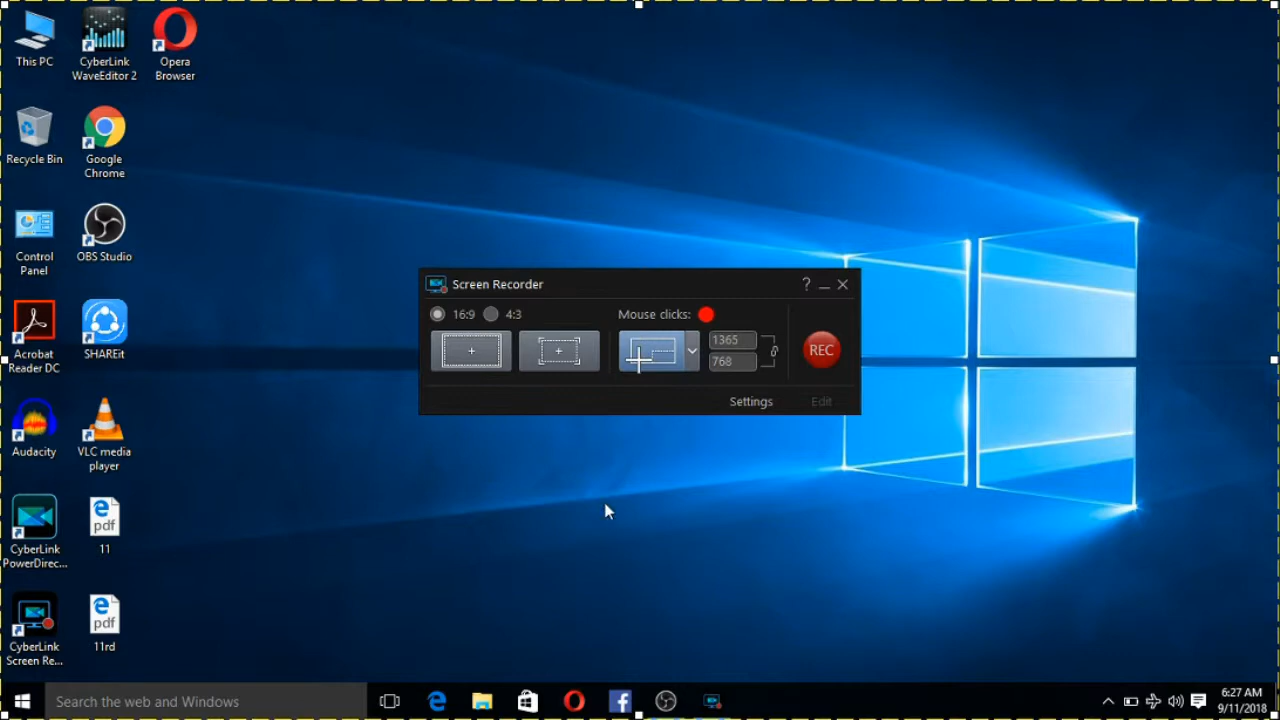 This PC
CyberLink
WaveEditor 2
Opera
Browser
Recycle Bin
Google
Chrome
Control
Panel
OBS Studio
Acrobat
Reader DC
SHAREit
Audacity
VLC media
player
CyberLink
PowerDirec...
pdf
11
CyberLink
Screen Re...
pdf
11rd
Screen Recorder
?
16:9
4:3
Mouse clicks:
1365
768
REC
Settings
Edit
Search the web and Windows
6:27 AM
9/11/2018